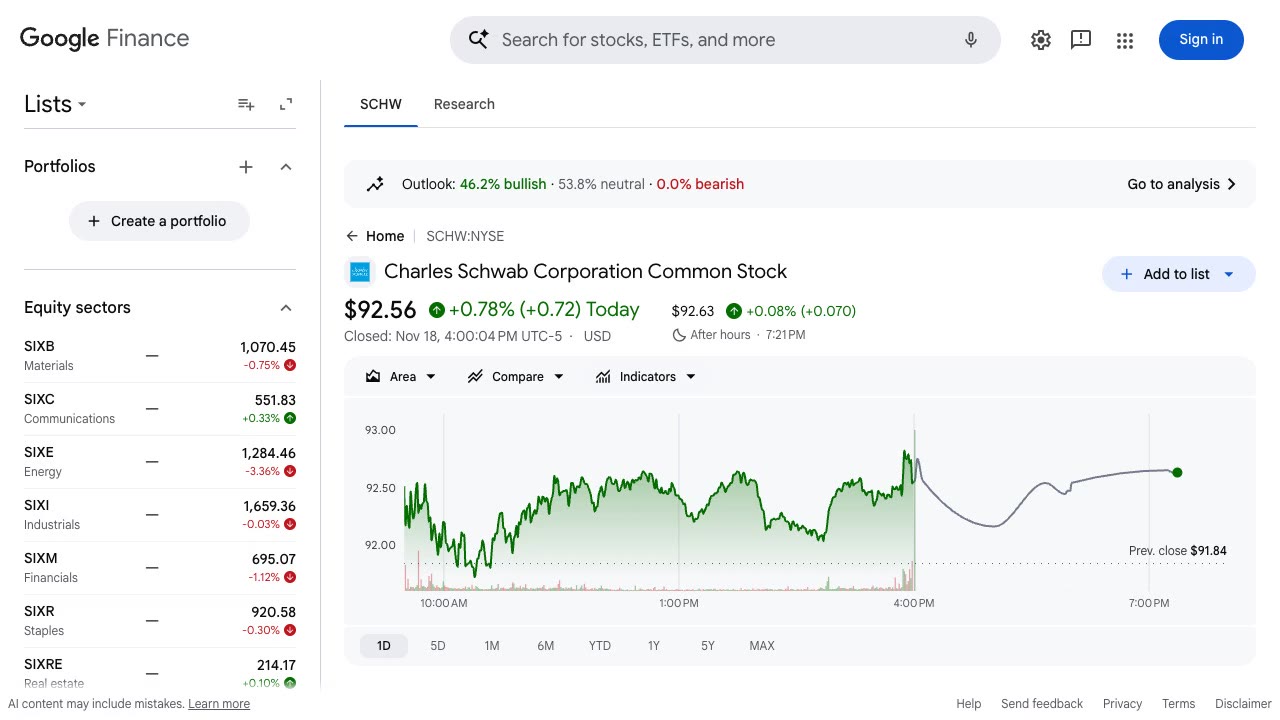 Google Finance
Search for stocks, ETFs, and more
Sign in
Lists
Portfolios
Create a portfolio
Equity sectors
SIXB 1,070.45
Materials -0.75%
SIXC 551.83
Communications +0.33%
SIXE 1,284.46
Energy -3.36%
SIXI 1,659.36
Industrials -0.03%
SIXM 695.07
Financials -1.12%
SIXR 920.58
Staples -0.30%
SIXRE 214.17
Real estate +0.10%
SCHW Research
Outlook: 46.2% bullish · 53.8% neutral · 0.0% bearish Go to analysis
Home SCHW:NYSE
Charles Schwab Corporation Common Stock
Add to list
$92.56 +0.78% (+0.72) Today $92.63 +0.08% (+0.070)
Closed: Nov 18, 4:00:04 PM UTC-5 · USD After hours · 7:21 PM
Area Compare Indicators
93.00
92.50
92.00
Prev. close $91.84
10:00 AM 1:00 PM 4:00 PM 7:00 PM
1D 5D 1M 6M YTD 1Y 5Y MAX
AI content may include mistakes. Learn more
Help Send feedback Privacy Terms Disclaimer